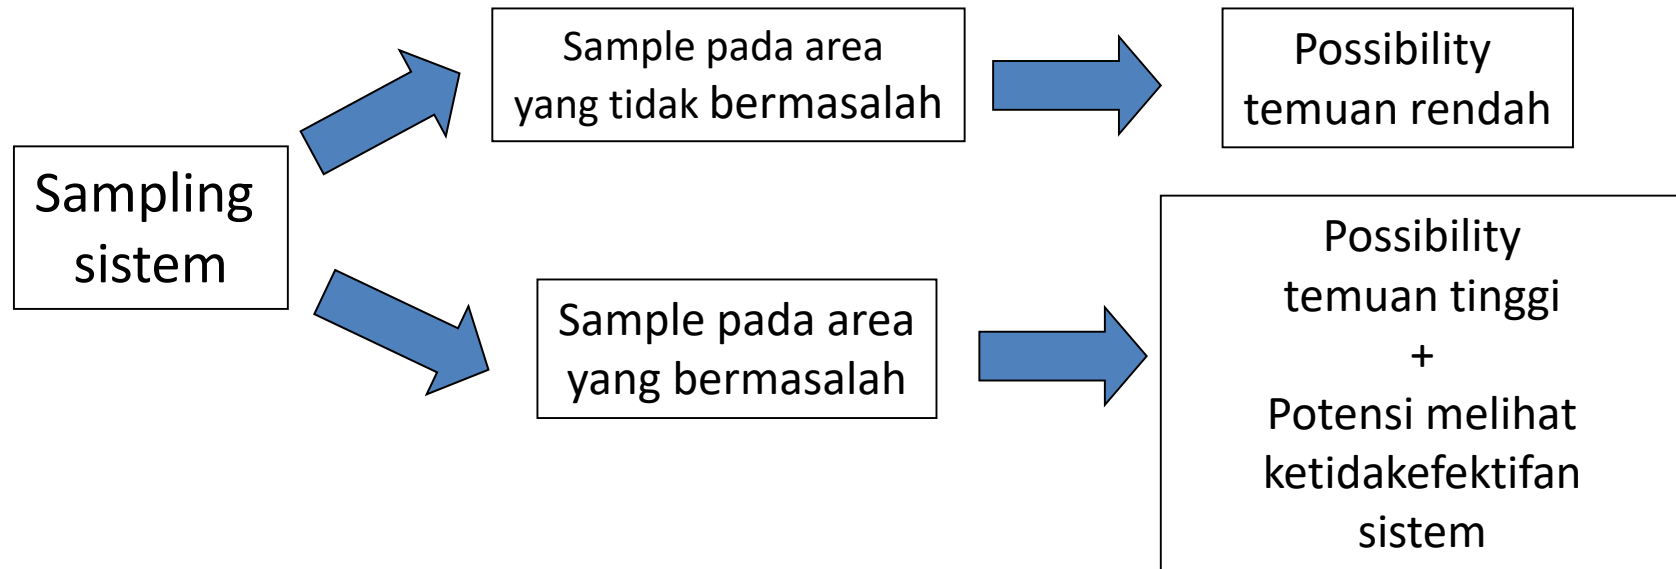 Sampling
sistem
Sample pada area
yang tidak bermasalah
Possibility
temuan rendah
Sample pada area
yang bermasalah
Possibility
temuan tinggi
+
Potensi melihat
ketidakefektifan
sistem